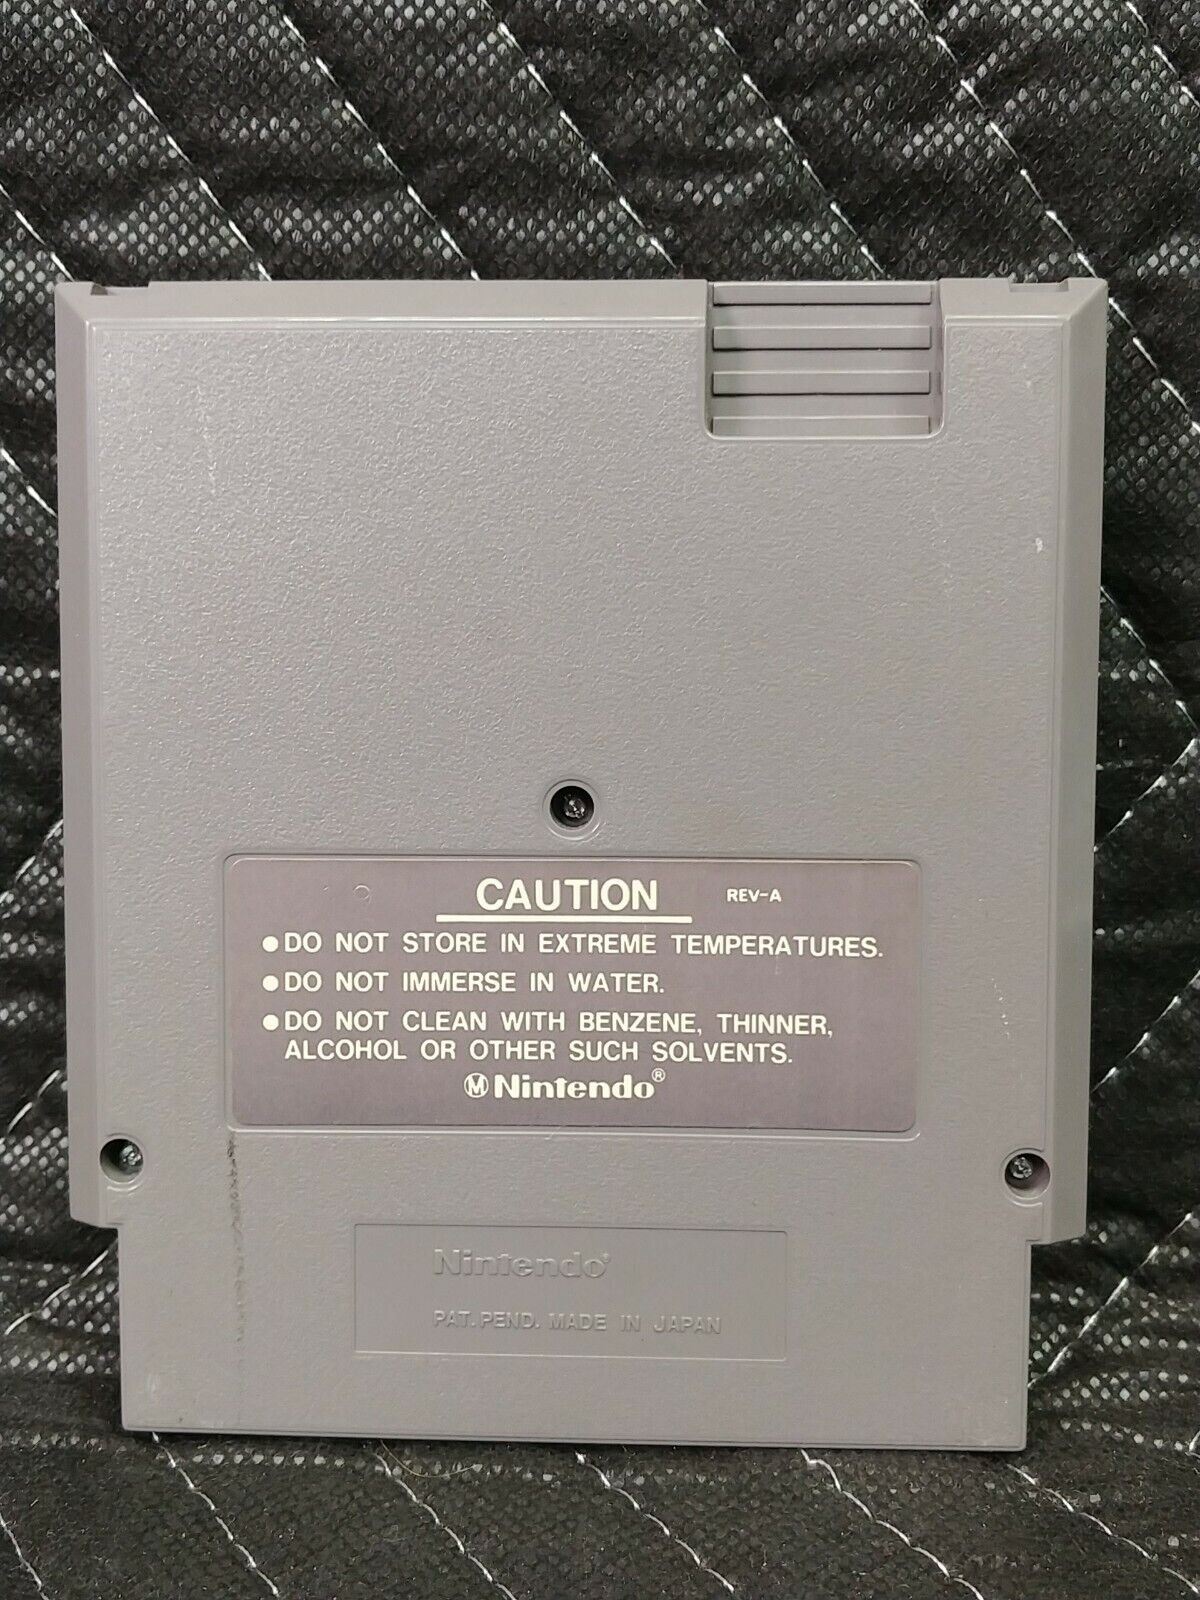 CAUTION REV-A
●DO NOT STORE IN EXTREME TEMPERATURES.
●DO NOT IMMERSE IN WATER.
●DO NOT CLEAN WITH BENZENE, THINNER,
ALCOHOL OR OTHER SUCH SOLVENTS.
Ⓜ Nintendo®
Nintendo®
PAT. PEND. MADE IN JAPAN